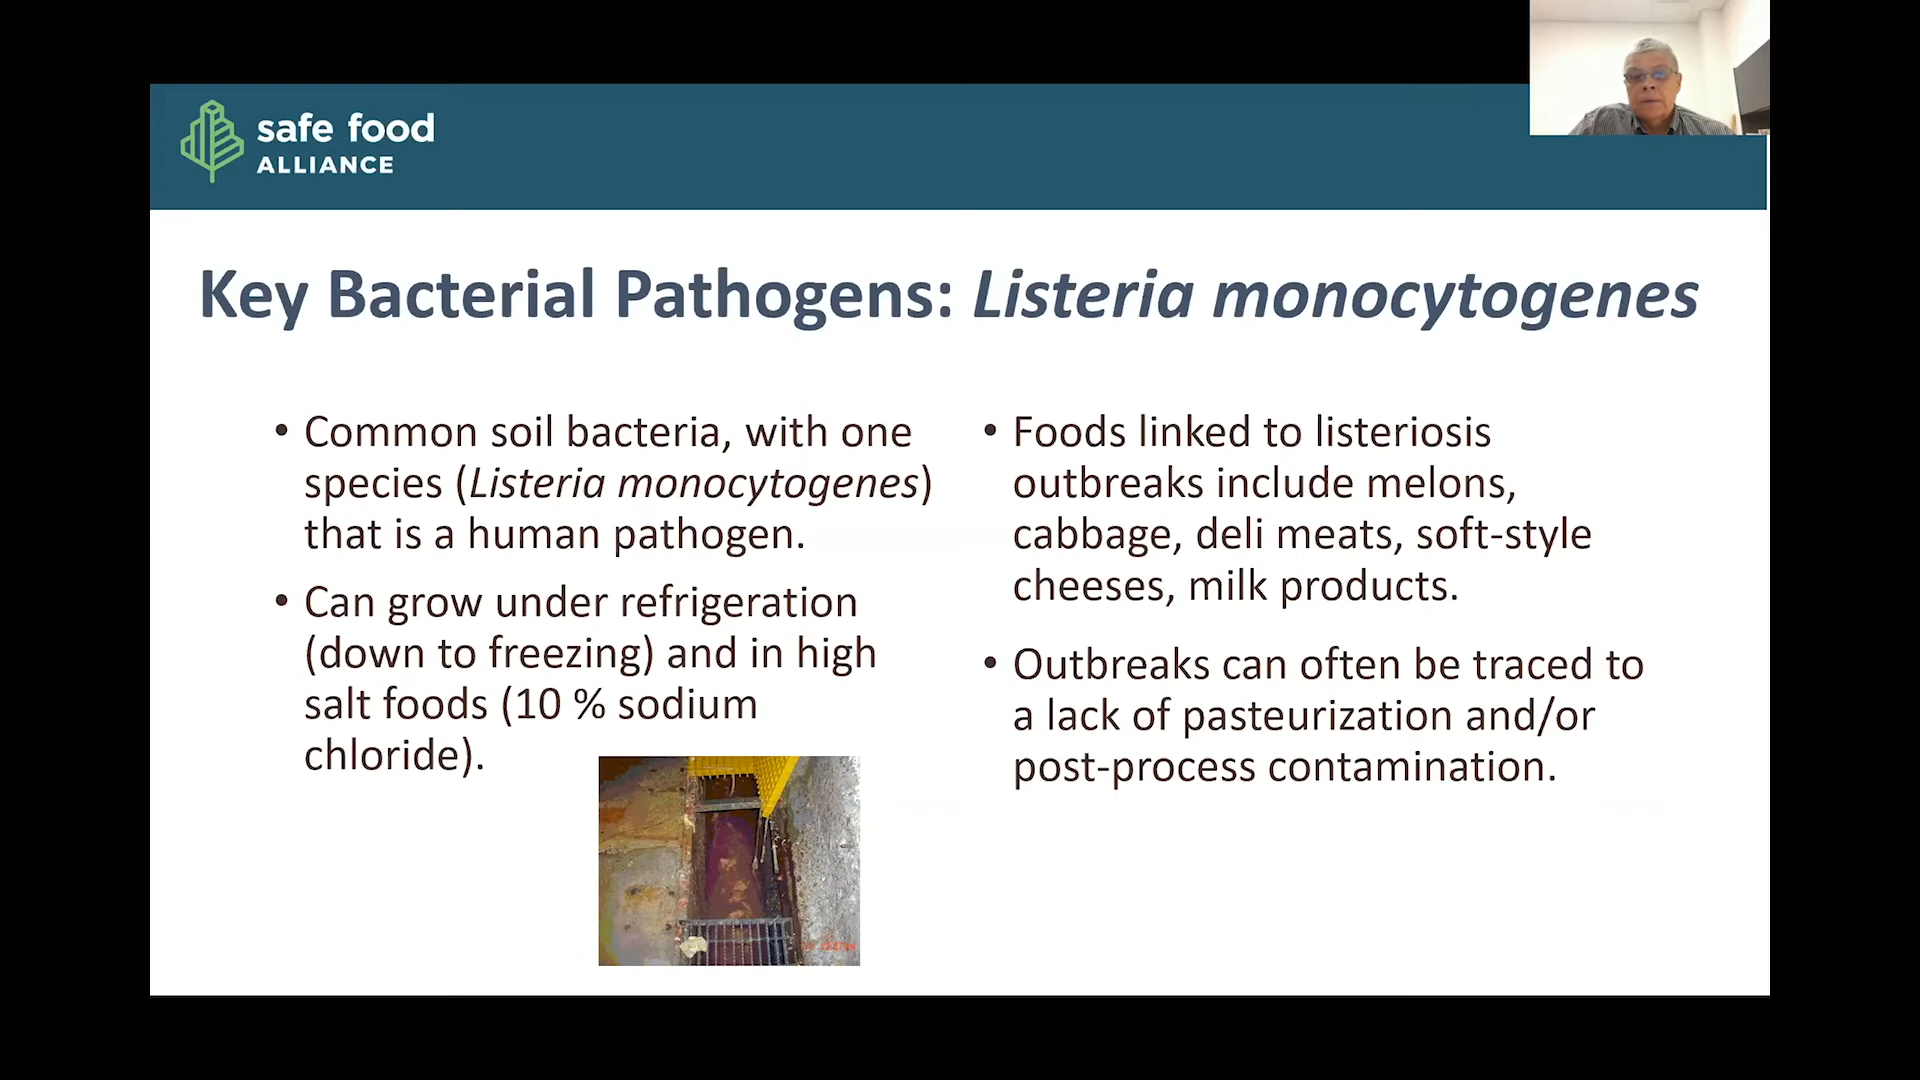 safe food
ALLIANCE
Key Bacterial Pathogens: Listeria monocytogenes
• Common soil bacteria, with one
species (Listeria monocytogenes)
that is a human pathogen.
• Can grow under refrigeration
(down to freezing) and in high
salt foods (10 % sodium
chloride).
• Foods linked to listeriosis
outbreaks include melons,
cabbage, deli meats, soft-style
cheeses, milk products.
• Outbreaks can often be traced to
a lack of pasteurization and/or
post-process contamination.